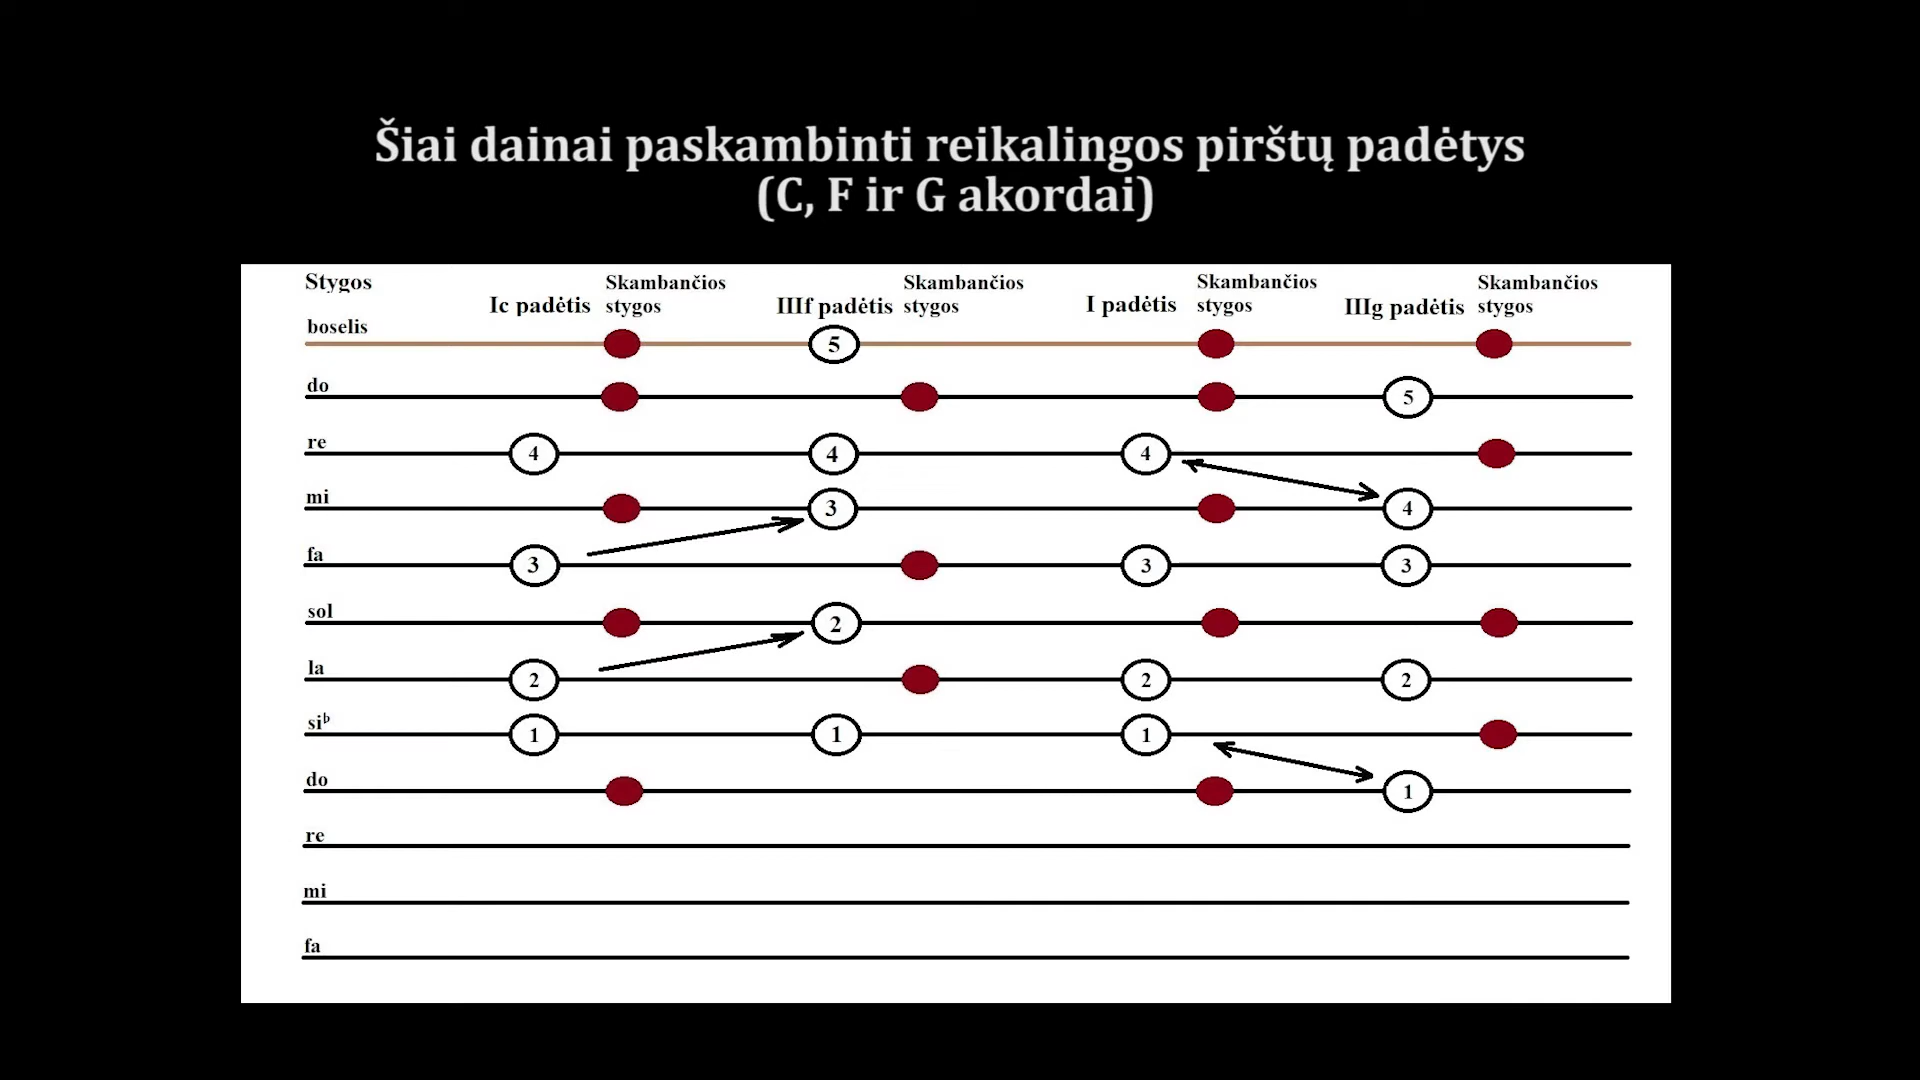 Šiai dainai paskambinti reikalingos pirštų padėtys
(C, F ir G akordai)
Stygos
Ic padėtis
Skambančios
stygos
IIIf padėtis
Skambančios
stygos
I padėtis
Skambančios
stygos
IIIg padėtis
Skambančios
stygos
boselis
5
do
5
re
4
4
4
mi
3
4
fa
3
3
3
sol
2
la
2
2
2
si♭
1
1
1
do
1
re
mi
fa